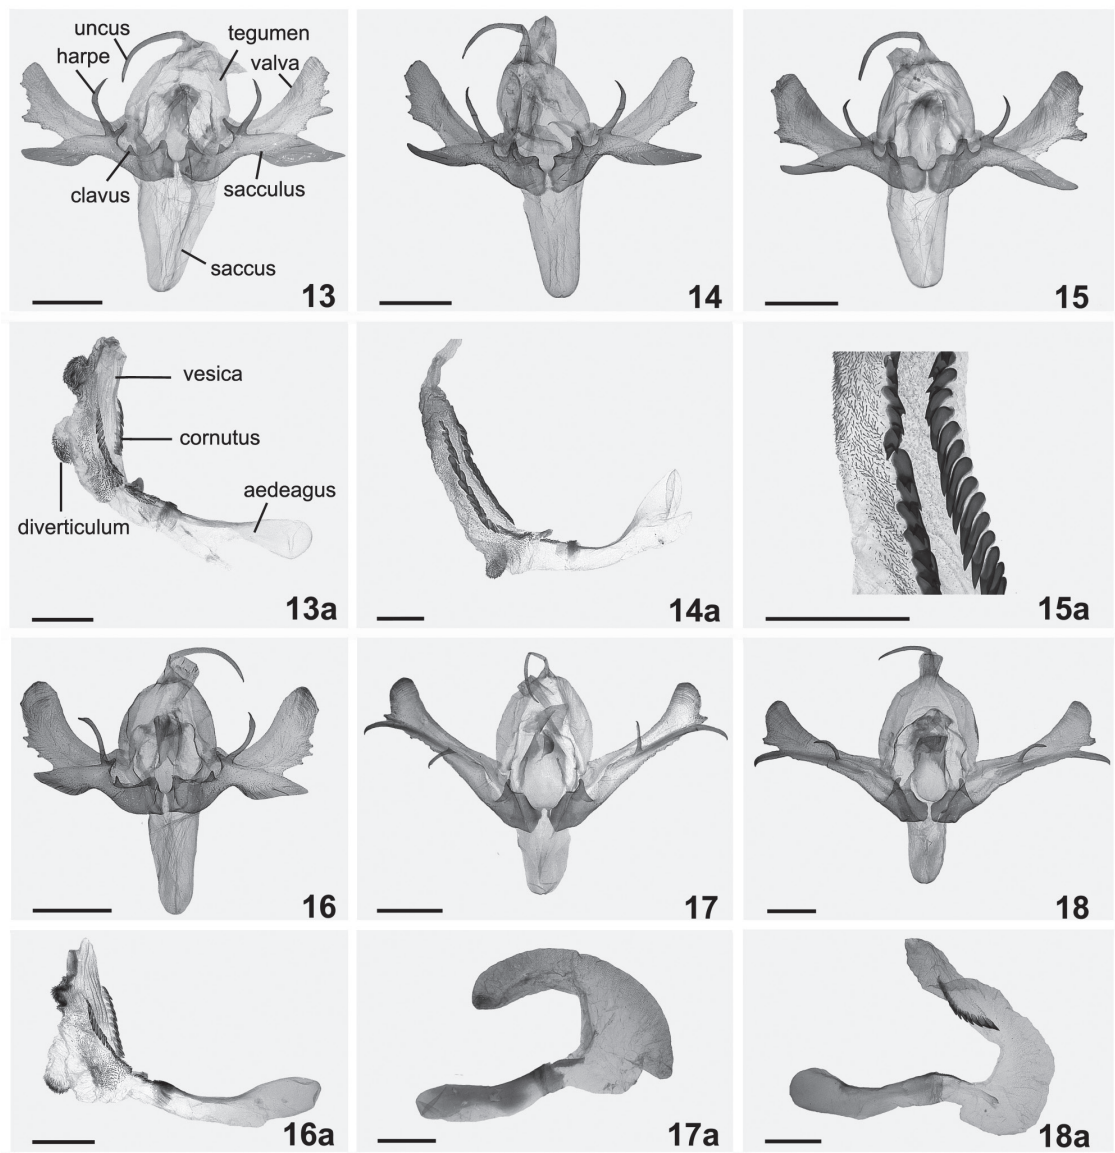 uncus
tegumen
harpe
valva
clavus
sacculus
saccus
13
14
15
vesica
cornutus
aedeagus
diverticulum
13a
14a
15a
16
17
18
16a
17a
18a